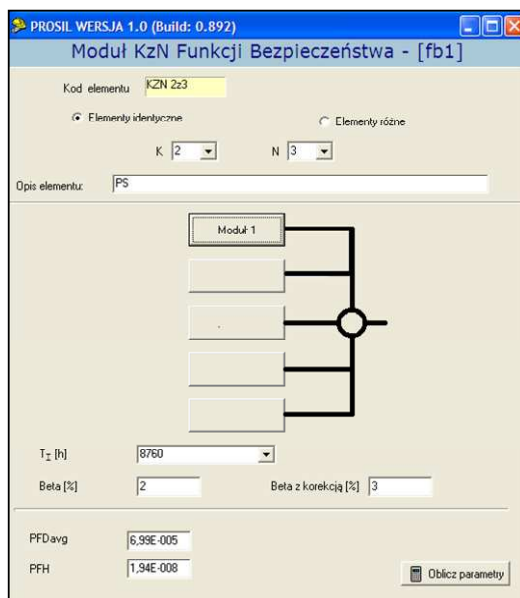 PROSIL WERSJA 1.0 (Build: 0.892)
Moduł KzN Funkcji Bezpieczeństwa - [fb1]
Kod elementu KZN 2z3
Elementy identyczne Elementy różne
K 2 N 3
Opis elementu: PS
Moduł 1
TI [h] 8760
Beta [%] 2 Beta z korekcją [%] 3
PFDavg 6,99E-005
PFH 1,94E-008
Oblicz parametry